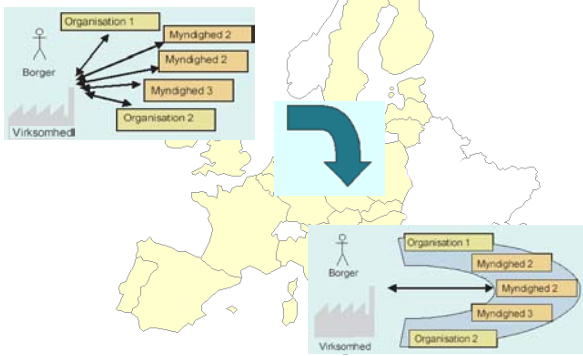 Organisation 1
Myndighed 2
Borger
Myndighed 2
Myndighed 3
Organisation 2
Virksomhed
Organisation 1
Borger
Myndighed 2
Myndighed 2
Myndighed 3
Organisation 2
Virksomhed